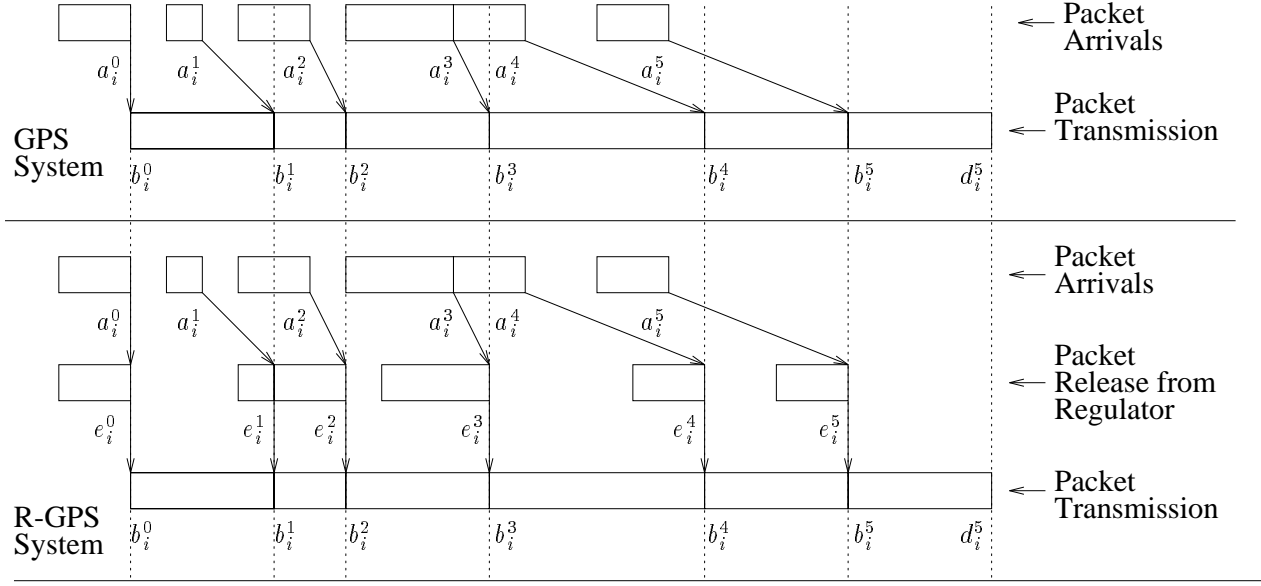 Packet
Arrivals
a_i^0 a_i^1 a_i^2 a_i^3 a_i^4 a_i^5
Packet
Transmission
GPS
System
b_i^0 b_i^1 b_i^2 b_i^3 b_i^4 b_i^5 d_i^5
Packet
Arrivals
a_i^0 a_i^1 a_i^2 a_i^3 a_i^4 a_i^5
Packet
Release from
Regulator
e_i^0 e_i^1 e_i^2 e_i^3 e_i^4 e_i^5
Packet
Transmission
R-GPS
System
b_i^0 b_i^1 b_i^2 b_i^3 b_i^4 b_i^5 d_i^5